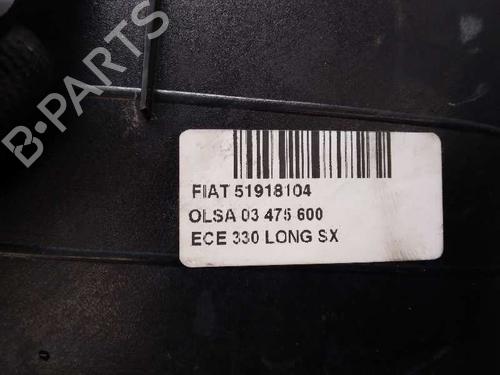 B-PARTS
FIAT 51918104
OLSA 03 475 600
ECE 330 LONG SX